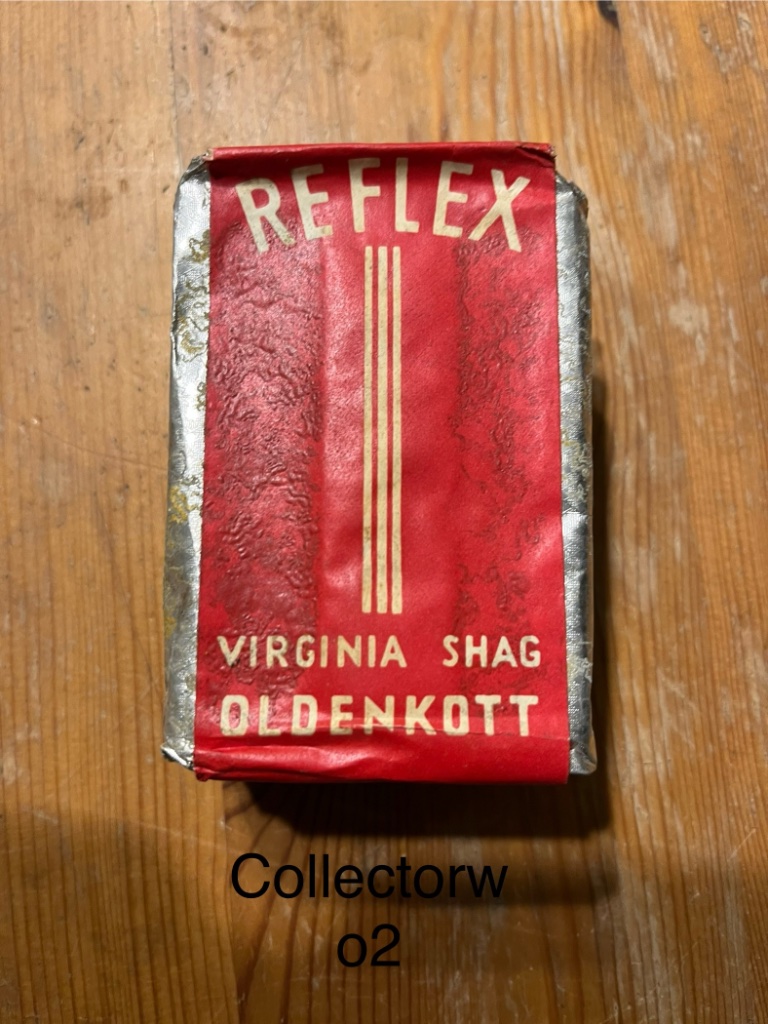 REFLEX
VIRGINIA SHAG
OLDENKOTT
Collectorw
o2